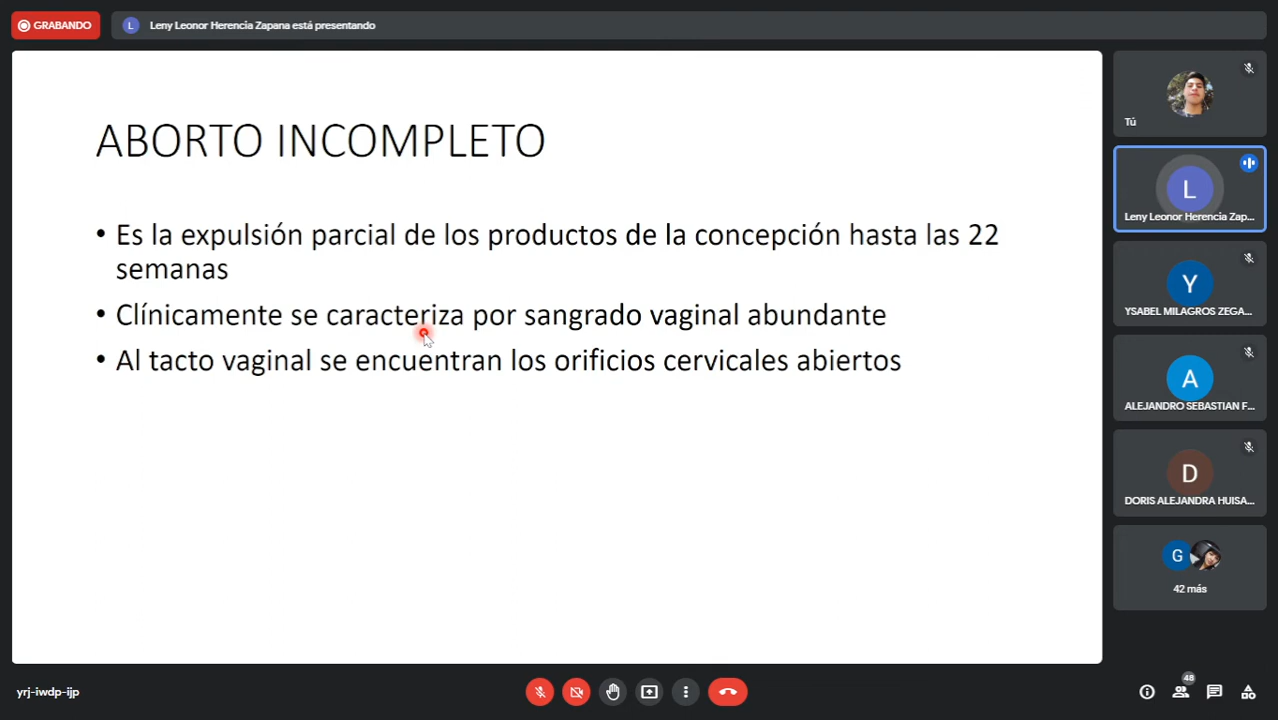 GRABANDO
L Leny Leonor Herencia Zapana está presentando
ABORTO INCOMPLETO
• Es la expulsión parcial de los productos de la concepción hasta las 22
semanas
• Clínicamente se caracteriza por sangrado vaginal abundante
• Al tacto vaginal se encuentran los orificios cervicales abiertos
Tú
L
Leny Leonor Herencia Zap...
Y
YSABEL MILAGROS ZEGA...
A
ALEJANDRO SEBASTIAN F...
D
DORIS ALEJANDRA HUISA...
G
42 más
yrj-iwdp-ijp
48